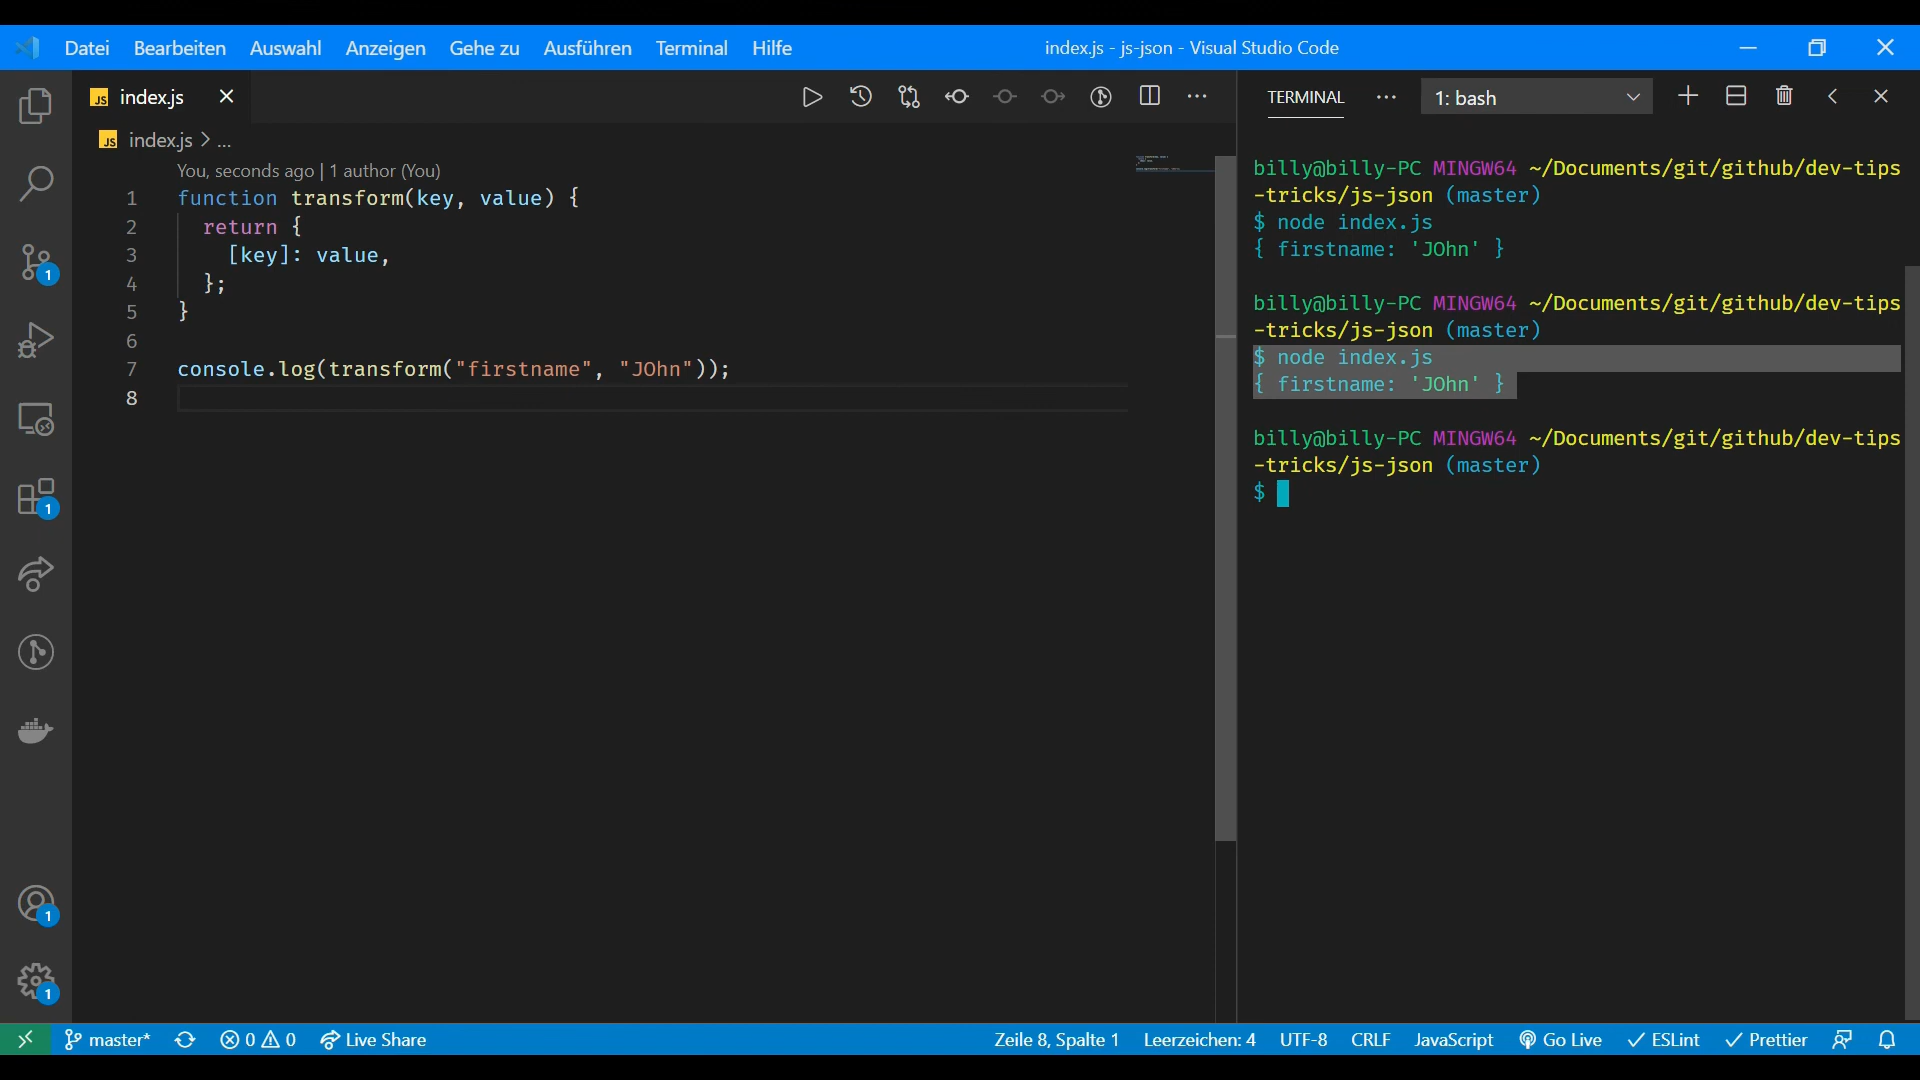 Datei Bearbeiten Auswahl Anzeigen Gehe zu Ausführen Terminal Hilfe index.js - js-json - Visual Studio Code
JS index.js
JS index.js > ...
You, seconds ago | 1 author (You)
1 function transform(key, value) {
2 return {
3 [key]: value,
4 };
5 }
6
7 console.log(transform("firstname", "JOhn"));
8
TERMINAL ··· 1: bash
billy@billy-PC MINGW64 ~/Documents/git/github/dev-tips
-tricks/js-json (master)
$ node index.js
{ firstname: 'JOhn' }
billy@billy-PC MINGW64 ~/Documents/git/github/dev-tips
-tricks/js-json (master)
$ node index.js
{ firstname: 'JOhn' }
billy@billy-PC MINGW64 ~/Documents/git/github/dev-tips
-tricks/js-json (master)
$
1
1
1
1
master* 0 0 Live Share Zeile 8, Spalte 1 Leerzeichen: 4 UTF-8 CRLF JavaScript Go Live ESLint Prettier